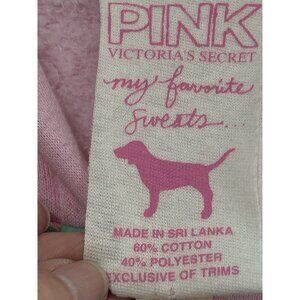 PINK
VICTORIA'S SECRET
my favorite
sweats...
MADE IN SRI LANKA
60% COTTON
40% POLYESTER
EXCLUSIVE OF TRIMS